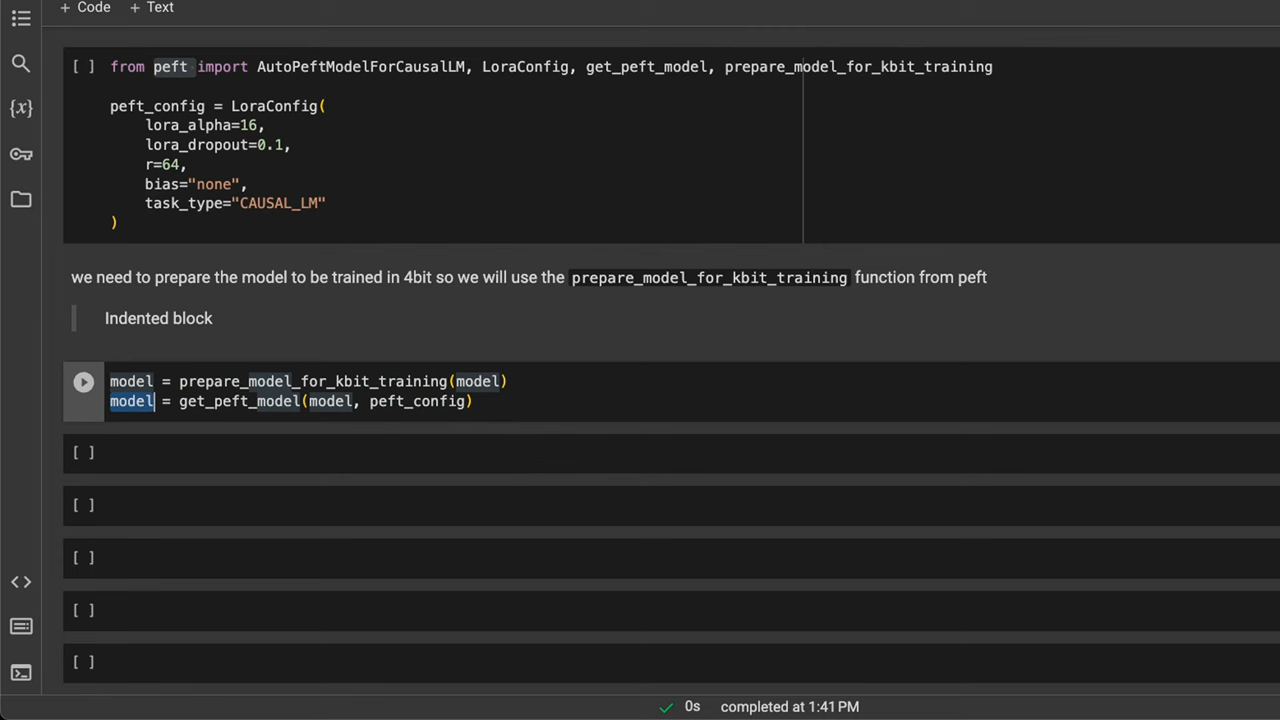 + Code + Text
[ ] from peft import AutoPeftModelForCausalLM, LoraConfig, get_peft_model, prepare_model_for_kbit_training
peft_config = LoraConfig(
lora_alpha=16,
lora_dropout=0.1,
r=64,
bias="none",
task_type="CAUSAL_LM"
)
we need to prepare the model to be trained in 4bit so we will use the prepare_model_for_kbit_training function from peft
Indented block
model = prepare_model_for_kbit_training(model)
model = get_peft_model(model, peft_config)
[ ]
[ ]
[ ]
[ ]
[ ]
0s completed at 1:41 PM